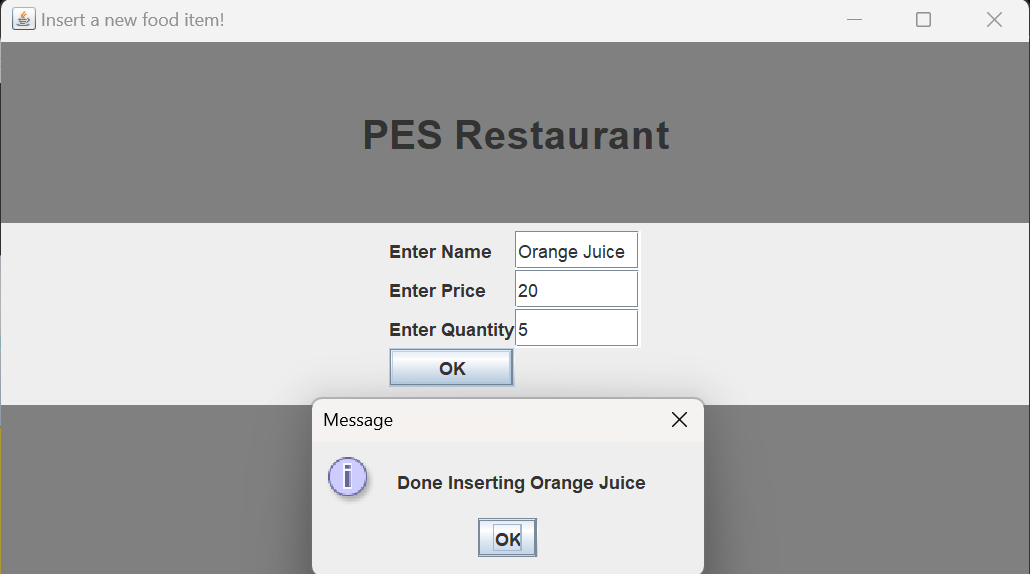 Insert a new food item!
PES Restaurant
Enter Name Orange Juice
Enter Price 20
Enter Quantity 5
OK
Message
i
Done Inserting Orange Juice
OK